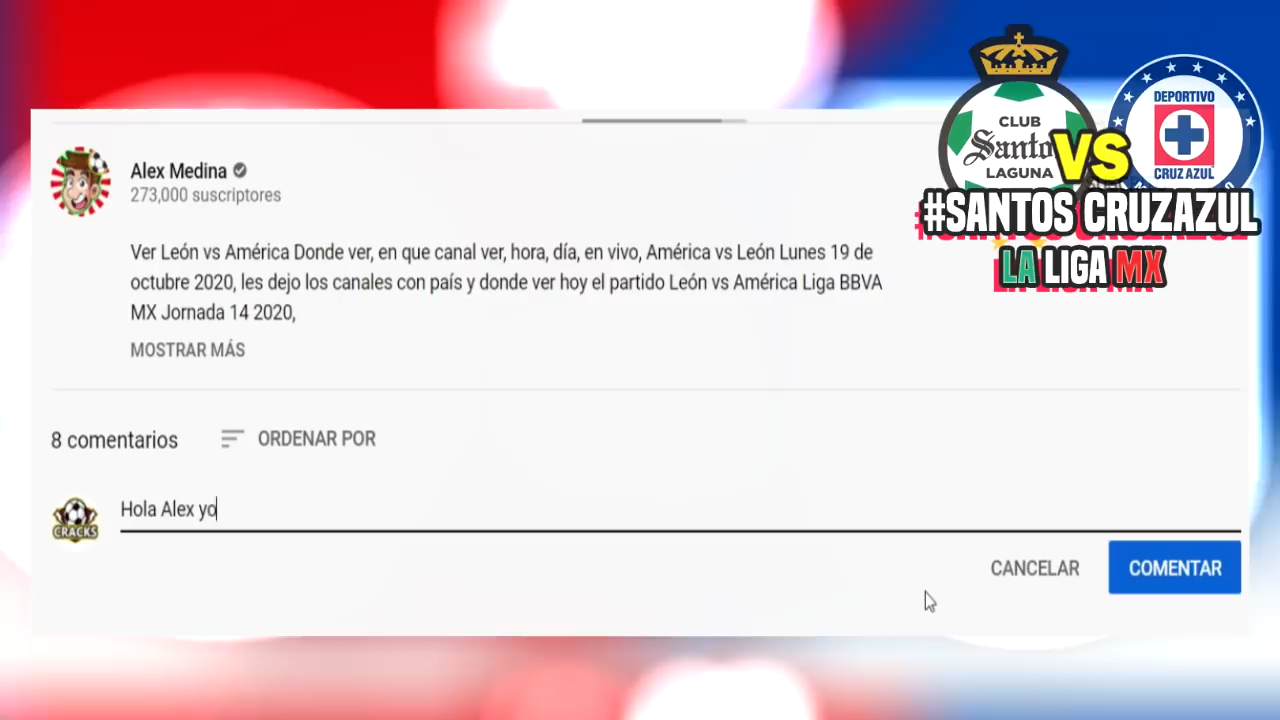 CLUB
Santo
LAGUNA
VS
DEPORTIVO
CRUZ AZUL
#SANTOS CRUZAZUL
LA LIGA MX
Alex Medina
273,000 suscriptores
Ver León vs América Donde ver, en que canal ver, hora, día, en vivo, América vs León Lunes 19 de
octubre 2020, les dejo los canales con país y donde ver hoy el partido León vs América Liga BBVA
MX Jornada 14 2020,
MOSTRAR MÁS
8 comentarios
ORDENAR POR
CRACKS
Hola Alex yo
CANCELAR
COMENTAR